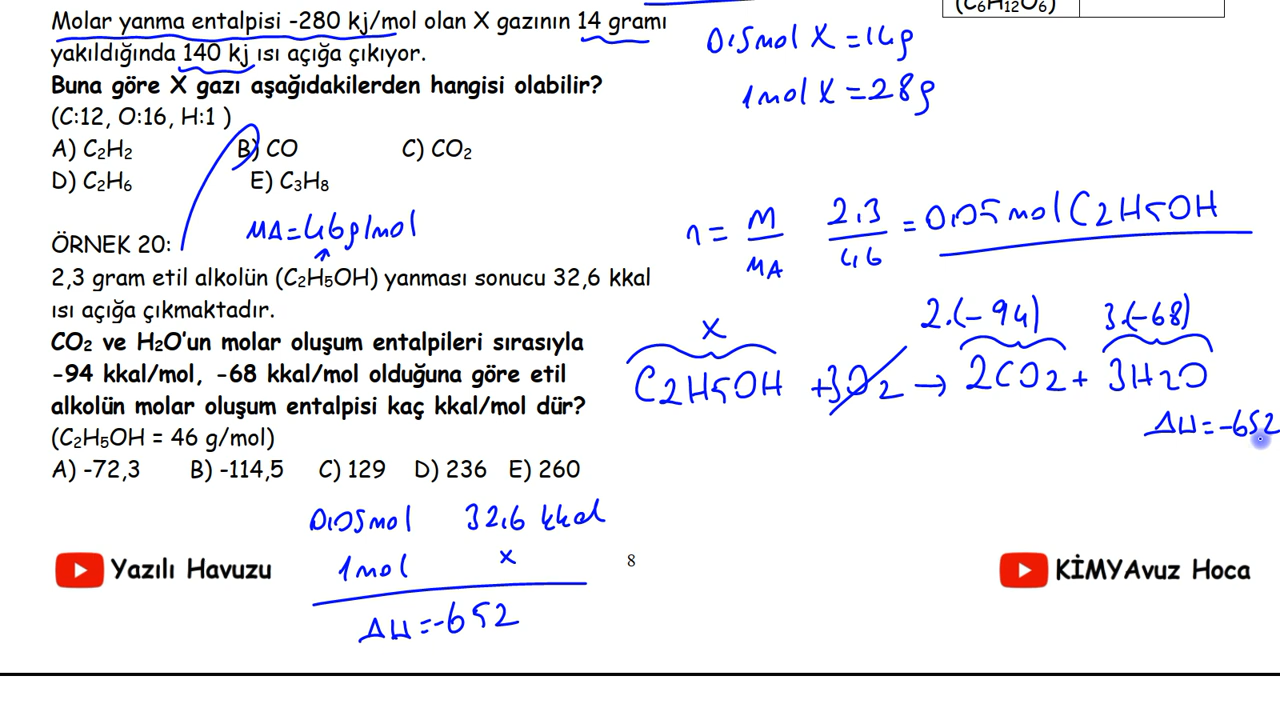 (C6H12O6)
Molar yanma entalpisi -280 kj/mol olan X gazının 14 gramı
yakıldığında 140 kj ısı açığa çıkıyor.
Buna göre X gazı aşağıdakilerden hangisi olabilir?
(C:12, O:16, H:1 )
A) C2H2 B) CO C) CO2
D) C2H6 E) C3H8
0,5mol X = 14g
1mol X = 28g
MA=46g/mol
ÖRNEK 20:
2,3 gram etil alkolün (C2H5OH) yanması sonucu 32,6 kkal
ısı açığa çıkmaktadır.
CO2 ve H2O'un molar oluşum entalpileri sırasıyla
-94 kkal/mol, -68 kkal/mol olduğuna göre etil
alkolün molar oluşum entalpisi kaç kkal/mol dür?
(C2H5OH = 46 g/mol)
A) -72,3 B) -114,5 C) 129 D) 236 E) 260
n = M/MA 2,3/46 = 0,05 mol C2H5OH
x 2.(-94) 3.(-68)
C2H5OH + 3O2 → 2CO2 + 3H2O
ΔH = -652
0,05mol 32,6 kkal
1mol x
ΔH = -652
Yazılı Havuzu
8
KİMYAvuz Hoca